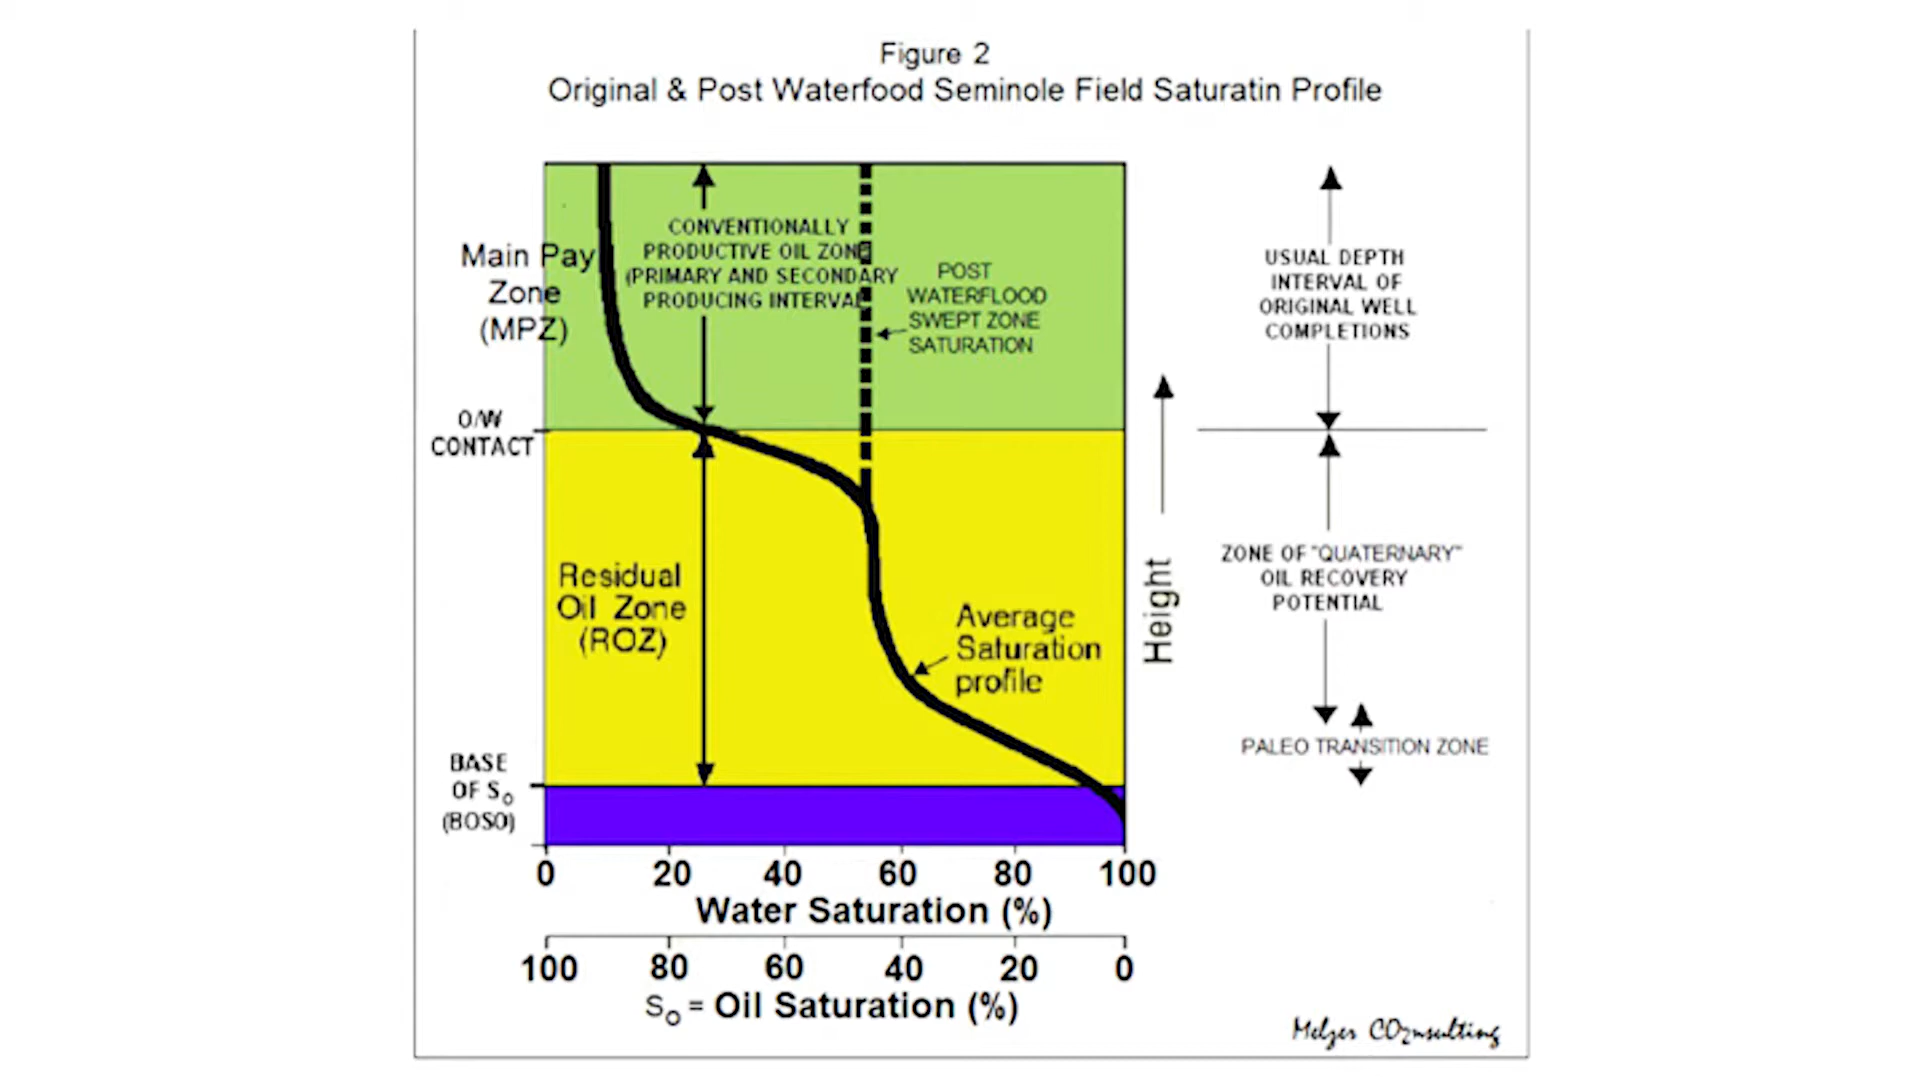 Figure 2
Original & Post Waterfood Seminole Field Saturatin Profile
Main Pay
Zone
(MPZ)
O/W
CONTACT
BASE
OF So
(BOSO)
CONVENTIONALLY
PRODUCTIVE OIL ZONE
(PRIMARY AND SECONDARY
PRODUCING INTERVAL
POST
WATERFLOOD
SWEPT ZONE
SATURATION
Residual
Oil Zone
(ROZ)
Average
Saturation
profile
Height
USUAL DEPTH
INTERVAL OF
ORIGINAL WELL
COMPLETIONS
ZONE OF "QUATERNARY"
OIL RECOVERY
POTENTIAL
PALEO TRANSITION ZONE
0 20 40 60 80 100
Water Saturation (%)
100 80 60 40 20 0
So = Oil Saturation (%)
Melzer CO2nsulting